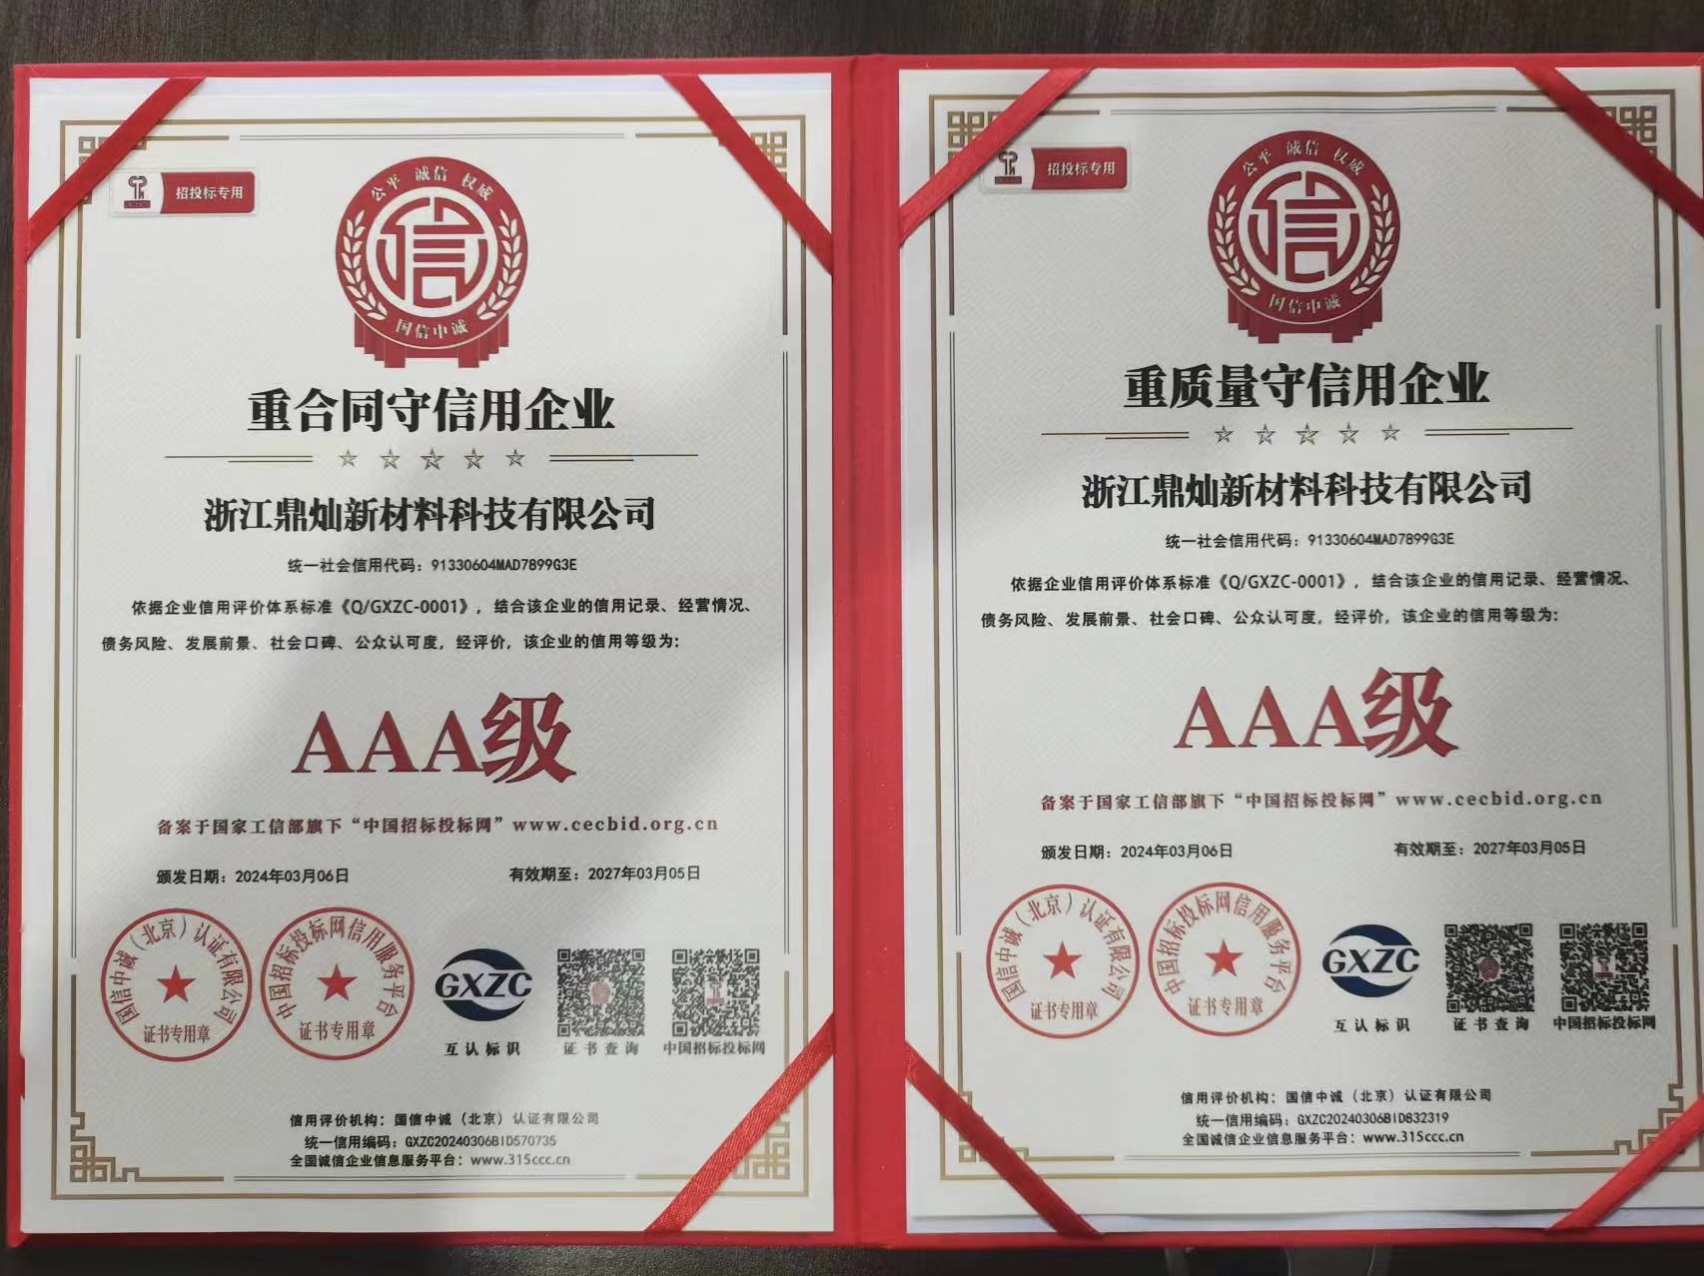 招投标专用
公平 诚信 权威
信
国信中诚
重合同守信用企业
浙江鼎灿新材料科技有限公司
统一社会信用代码：91330604MAD7899G3E
依据企业信用评价体系标准《Q/GXZC-0001》，结合该企业的信用记录、经营情况、
债务风险、发展前景、社会口碑、公众认可度，经评价，该企业的信用等级为：
AAA级
备案于国家工信部旗下“中国招标投标网”www.cecbid.org.cn
颁发日期：2024年03月06日 有效期至：2027年03月05日
国信中诚（北京）认证有限公司
证书专用章
中国招标投标网信用服务平台
证书专用章
GXZC
互认标识
证书查询
中国招标投标网
信用评价机构：国信中诚（北京）认证有限公司
统一信用编码：GXZC20240306BID570735
全国诚信企业信息服务平台：www.315ccc.cn
招投标专用
公平 诚信 权威
信
国信中诚
重质量守信用企业
浙江鼎灿新材料科技有限公司
统一社会信用代码：91330604MAD7899G3E
依据企业信用评价体系标准《Q/GXZC-0001》，结合该企业的信用记录、经营情况、
债务风险、发展前景、社会口碑、公众认可度，经评价，该企业的信用等级为：
AAA级
备案于国家工信部旗下“中国招标投标网”www.cecbid.org.cn
颁发日期：2024年03月06日 有效期至：2027年03月05日
国信中诚（北京）认证有限公司
证书专用章
中国招标投标网信用服务平台
证书专用章
GXZC
互认标识
证书查询
中国招标投标网
信用评价机构：国信中诚（北京）认证有限公司
统一信用编码：GXZC20240306BID832319
全国诚信企业信息服务平台：www.315ccc.cn